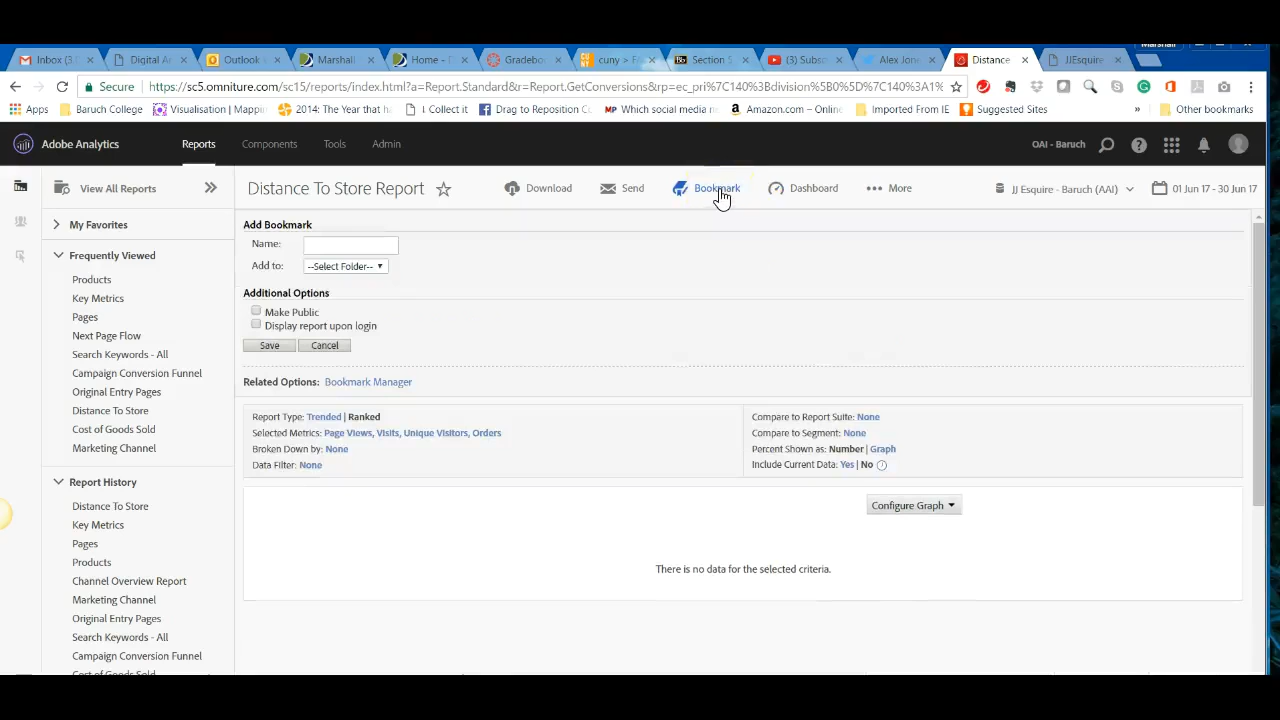 Marshall
Inbox (3
Digital Ar
Outlook
Marshall
Home - T
Gradebo
cuny > E
Section S
(3) Subsc
Alex Jone
Distance
JJEsquire
Secure
https://sc5.omniture.com/sc15/reports/index.html?a=Report.Standard&r=Report.GetConversions&rp=ec_pri%7C140%3Bdivision%5B0%5D%7C140%3A1%
Apps
Baruch College
Visualisation | Mappin
2014: The Year that h
I Collect it
Drag to Reposition C
MP Which social medi
Amazon.com – Onlin
Imported From IE
Suggested Sites
»
Other bookmarks
Adobe Analytics
Reports
Components
Tools
Admin
OAI - Baruch
View All Reports
Distance To Store Report
Download
Send
Bookmark
Dashboard
More
JJ Esquire - Baruch (AAI)
01 Jun 17 - 30 Jun 17
My Favorites
Frequently Viewed
Products
Key Metrics
Pages
Next Page Flow
Search Keywords - All
Campaign Conversion Funnel
Original Entry Pages
Distance To Store
Cost of Goods Sold
Marketing Channel
Report History
Distance To Store
Key Metrics
Pages
Products
Channel Overview Report
Marketing Channel
Original Entry Pages
Search Keywords - All
Campaign Conversion Funnel
Cost of Goods Sold
Add Bookmark
Name:
Add to: --Select Folder--
Additional Options
Make Public
Display report upon login
Save Cancel
Related Options: Bookmark Manager
Report Type: Trended | Ranked
Selected Metrics: Page Views, Visits, Unique Visitors, Orders
Broken Down by: None
Data Filter: None
Compare to Report Suite: None
Compare to Segment: None
Percent Shown as: Number | Graph
Include Current Data: Yes | No
Configure Graph
There is no data for the selected criteria.